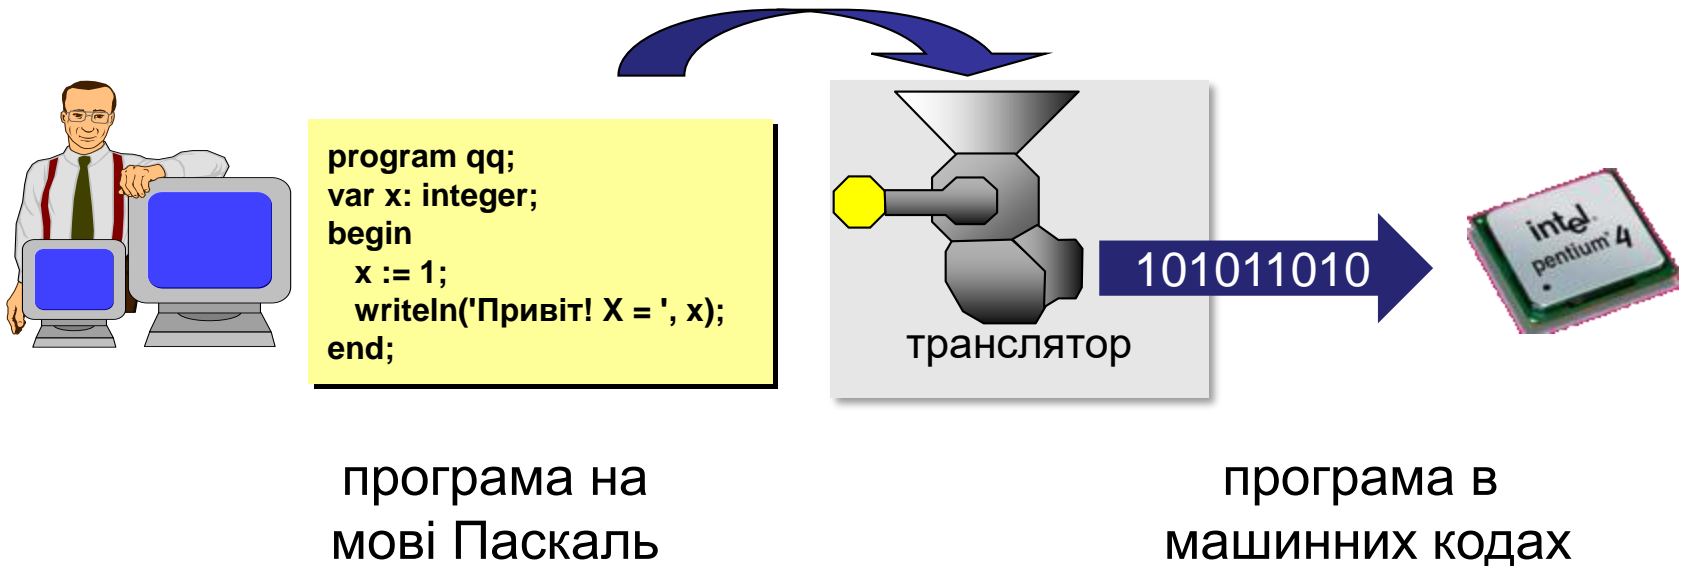 program qq;
var x: integer;
begin
x := 1;
writeln('Привіт! X = ', x);
end;
транслятор
101011010
intel.
pentium® 4
програма на
мові Паскаль
програма в
машинних кодах